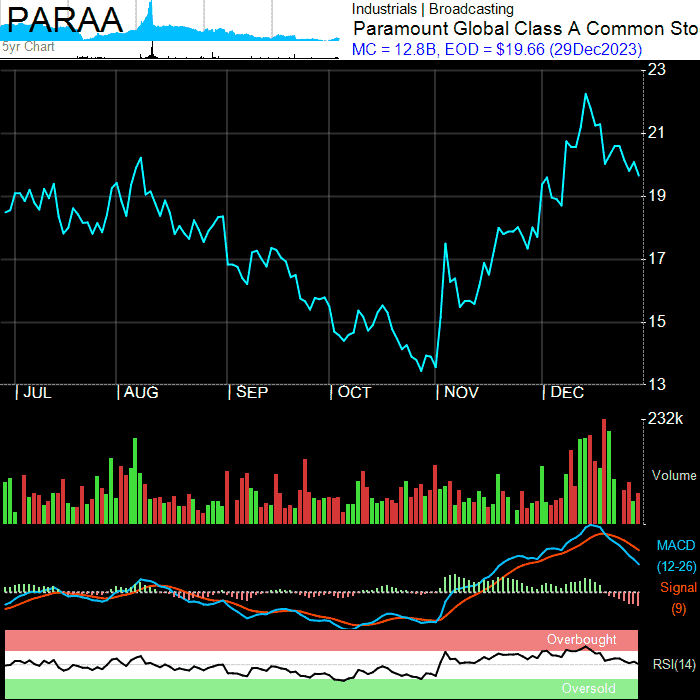 PARAA
5yr Chart
Industrials | Broadcasting
Paramount Global Class A Common Sto
MC = 12.8B, EOD = $19.66 (29Dec2023)
23
21
19
17
15
13
| JUL | AUG | SEP | OCT | NOV | DEC
232k
Volume
MACD
(12-26)
Signal
(9)
Overbought
RSI(14)
Oversold